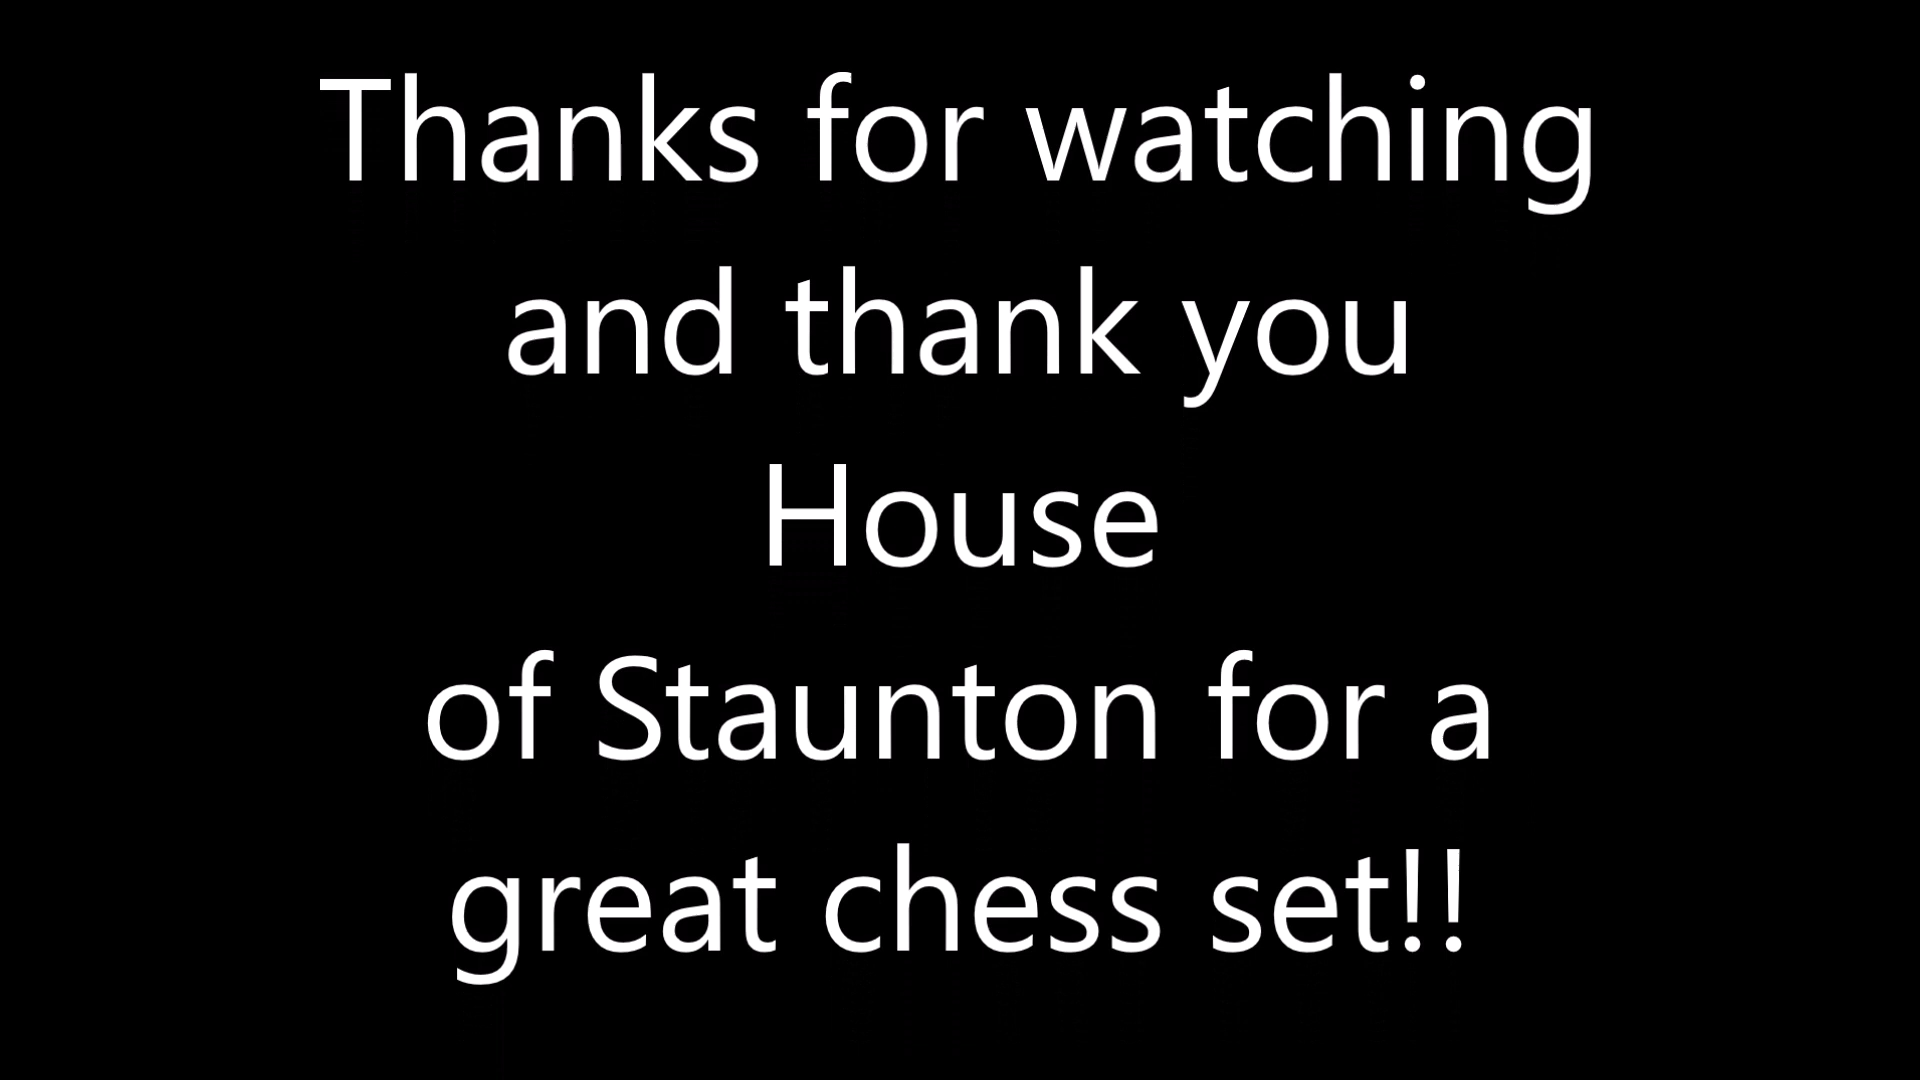 Thanks for watching
and thank you
House
of Staunton for a
great chess set!!